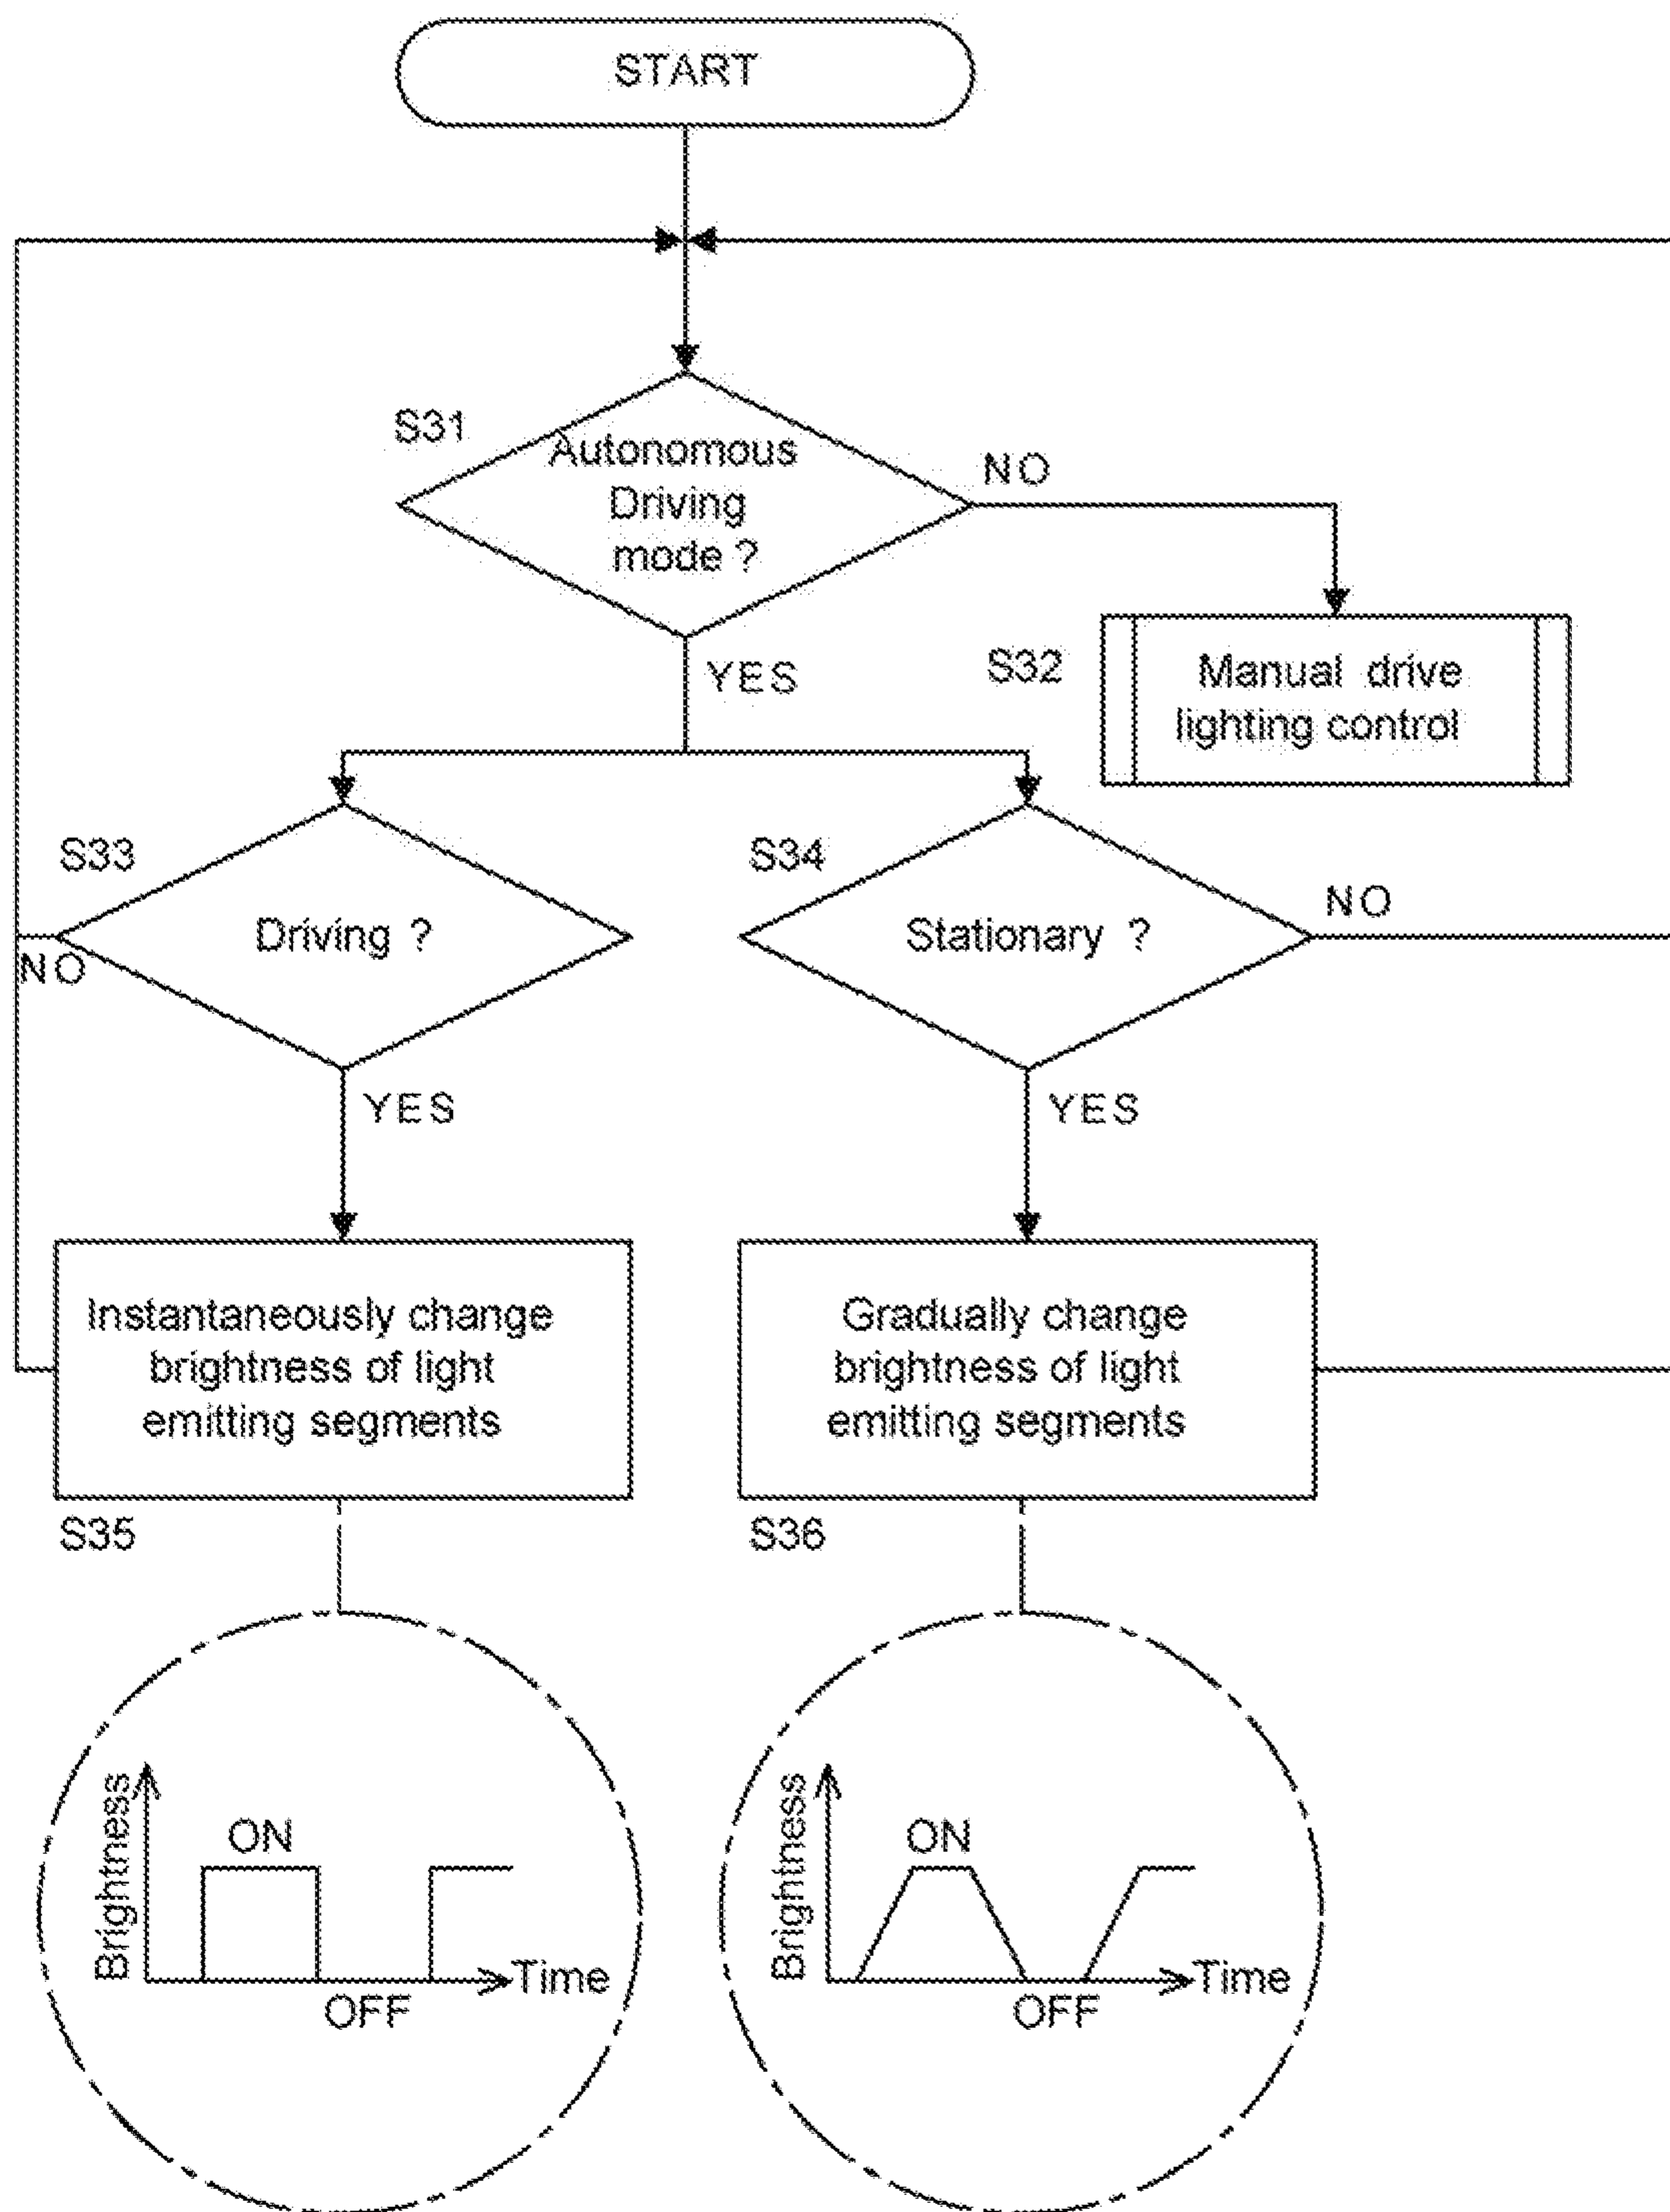 START
S31
Autonomous
Driving
mode ?
NO
YES
S32
Manual drive
lighting control
S33
Driving ?
NO
YES
S34
Stationary ?
NO
YES
Instantaneously change
brightness of light
emitting segments
S35
Gradually change
brightness of light
emitting segments
S36
Brightness
ON
OFF
Time
Brightness
ON
OFF
Time